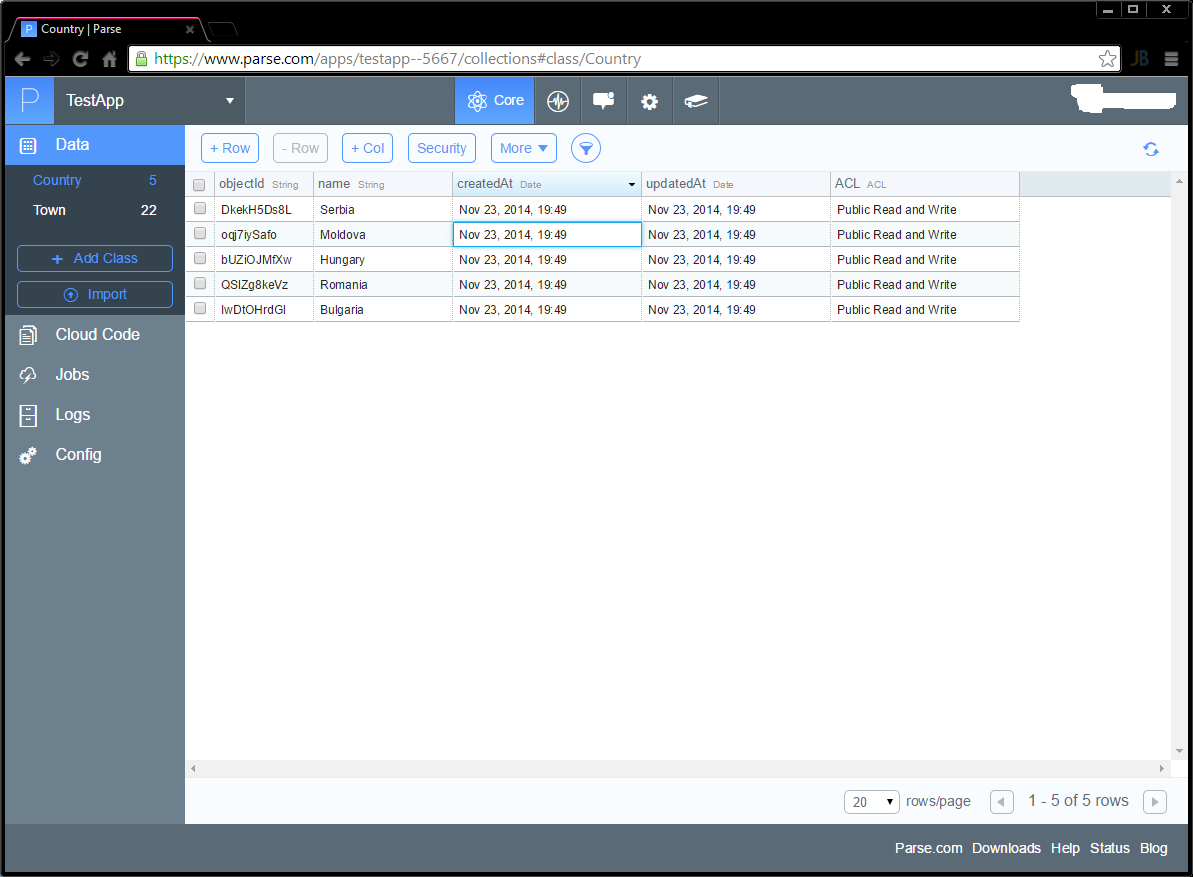 P Country | Parse
https://www.parse.com/apps/testapp--5667/collections#class/Country JB
P TestApp Core
Data
Country 5
Town 22
+ Add Class
Import
Cloud Code
Jobs
Logs
Config
+ Row - Row + Col Security More
objectId String name String createdAt Date updatedAt Date ACL ACL
DkekH5Ds8L Serbia Nov 23, 2014, 19:49 Nov 23, 2014, 19:49 Public Read and Write
oqj7iySafo Moldova Nov 23, 2014, 19:49 Nov 23, 2014, 19:49 Public Read and Write
bUZiOJMfXw Hungary Nov 23, 2014, 19:49 Nov 23, 2014, 19:49 Public Read and Write
QSIZg8keVz Romania Nov 23, 2014, 19:49 Nov 23, 2014, 19:49 Public Read and Write
lwDtOHrdGl Bulgaria Nov 23, 2014, 19:49 Nov 23, 2014, 19:49 Public Read and Write
20 rows/page 1 - 5 of 5 rows
Parse.com Downloads Help Status Blog